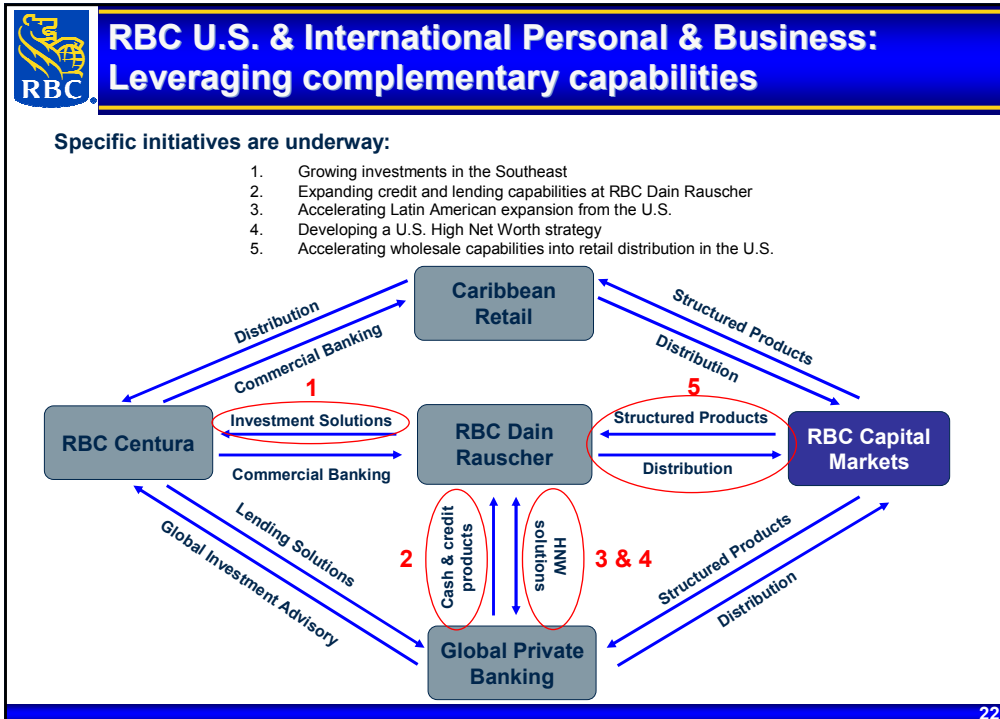 RBC
RBC U.S. & International Personal & Business:
Leveraging complementary capabilities
Specific initiatives are underway:
1. Growing investments in the Southeast
2. Expanding credit and lending capabilities at RBC Dain Rauscher
3. Accelerating Latin American expansion from the U.S.
4. Developing a U.S. High Net Worth strategy
5. Accelerating wholesale capabilities into retail distribution in the U.S.
Caribbean
Retail
Distribution
Commercial Banking
Structured Products
Distribution
1
5
RBC Centura
Investment Solutions
Commercial Banking
RBC Dain
Rauscher
Structured Products
Distribution
RBC Capital
Markets
Lending Solutions
Global Investment Advisory
2
Cash & credit
products
HNW
solutions
3 & 4
Structured Products
Distribution
Global Private
Banking
22